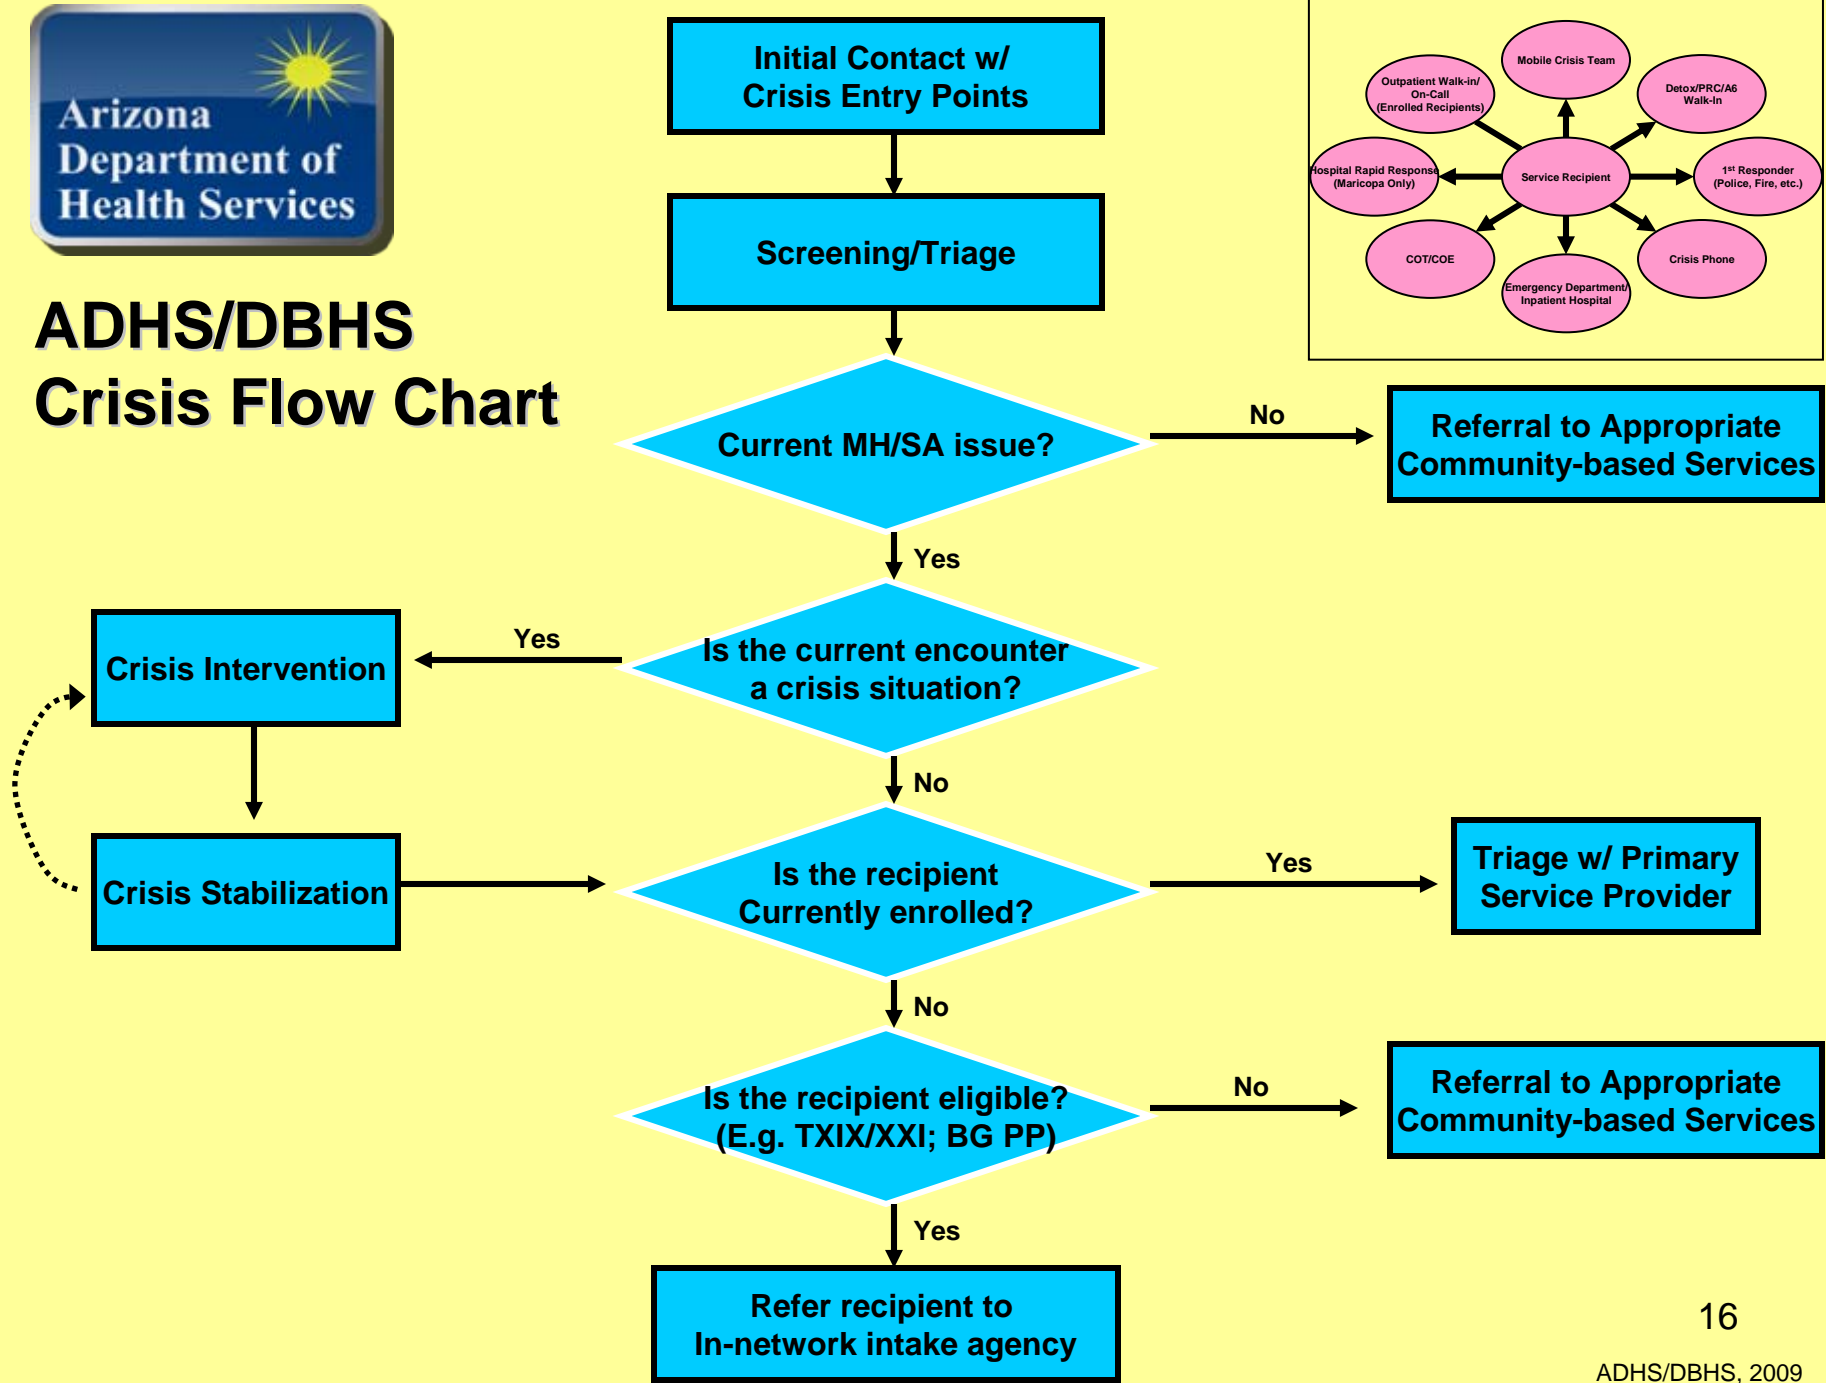 Arizona
Department of
Health Services
ADHS/DBHS
Crisis Flow Chart
Initial Contact w/
Crisis Entry Points
Screening/Triage
Mobile Crisis Team
Outpatient Walk-in/
On-Call
(Enrolled Recipients)
Detox/PRC/A6
Walk-In
Hospital Rapid Response
(Maricopa Only)
Service Recipient
1st Responder
(Police, Fire, etc.)
COT/COE
Crisis Phone
Emergency Department/
Inpatient Hospital
Current MH/SA issue?
No
Referral to Appropriate
Community-based Services
Yes
Is the current encounter
a crisis situation?
Yes
Crisis Intervention
No
Crisis Stabilization
Is the recipient
Currently enrolled?
Yes
Triage w/ Primary
Service Provider
No
Is the recipient eligible?
(E.g. TXIX/XXI; BG PP)
No
Referral to Appropriate
Community-based Services
Yes
Refer recipient to
In-network intake agency
16
ADHS/DBHS, 2009